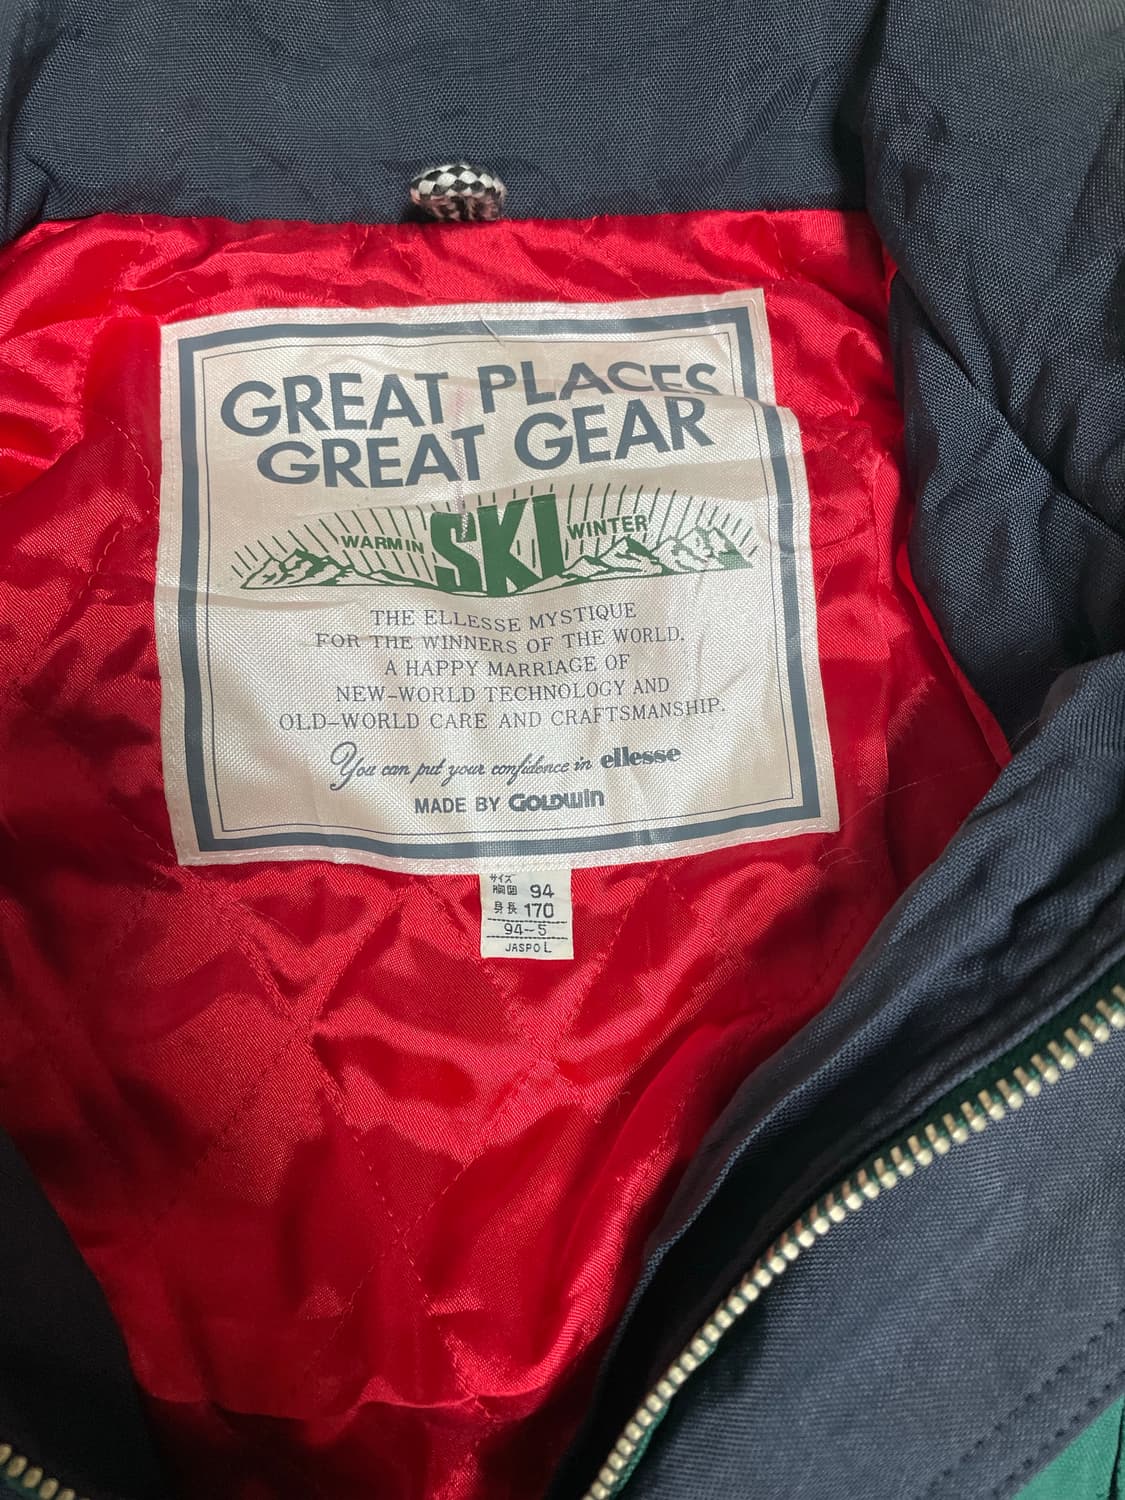 GREAT PLACES
GREAT GEAR
WARM IN SKI WINTER
THE ELLESSE MYSTIQUE
FOR THE WINNERS OF THE WORLD.
A HAPPY MARRIAGE OF
NEW-WORLD TECHNOLOGY AND
OLD-WORLD CARE AND CRAFTSMANSHIP.
You can put your confidence in ellesse
MADE BY GOLDWIN
サイズ
胸囲 94
身長 170
94-5
JASPO L